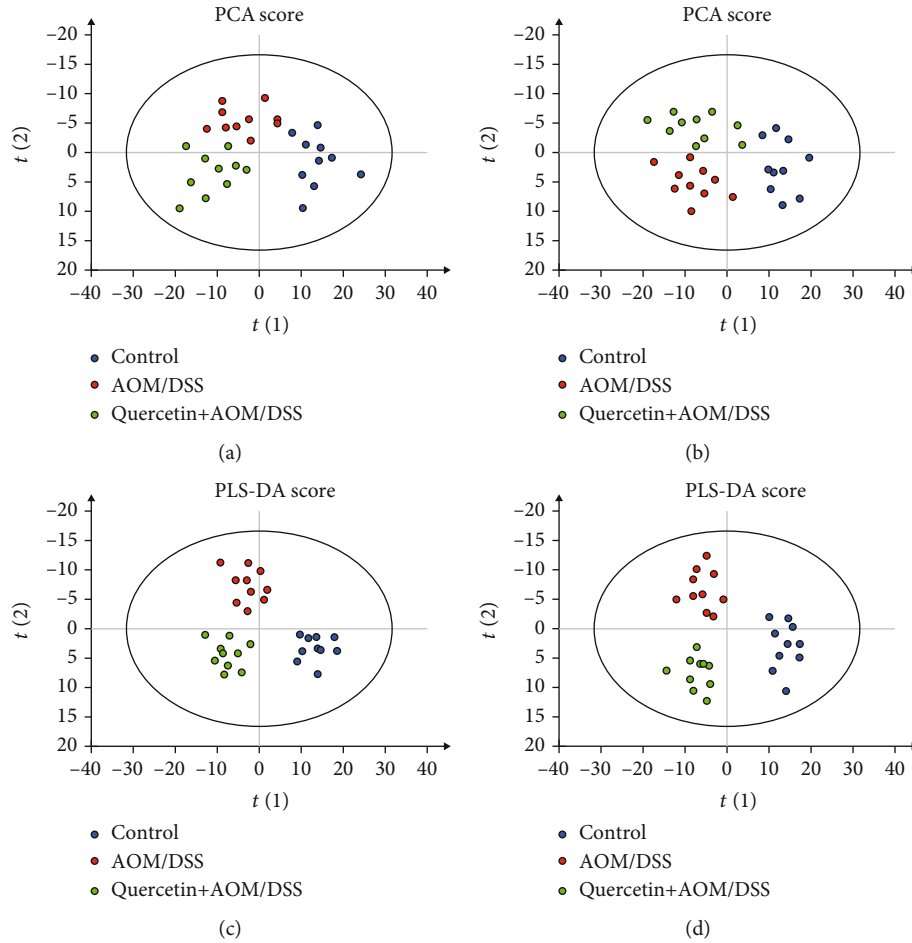 PCA score
−20
−15
−10
−5
0
5
10
15
20
t (2)
−40 −30 −20 −10 0 10 20 30 40
t (1)
Control
AOM/DSS
Quercetin+AOM/DSS
(a)
PCA score
−20
−15
−10
−5
0
5
10
15
20
t (2)
−40 −30 −20 −10 0 10 20 30 40
t (1)
Control
AOM/DSS
Quercetin+AOM/DSS
(b)
PLS-DA score
−20
−15
−10
−5
0
5
10
15
20
t (2)
−40 −30 −20 −10 0 10 20 30 40
t (1)
Control
AOM/DSS
Quercetin+AOM/DSS
(c)
PLS-DA score
−20
−15
−10
−5
0
5
10
15
20
t (2)
−40 −30 −20 −10 0 10 20 30 40
t (1)
Control
AOM/DSS
Quercetin+AOM/DSS
(d)